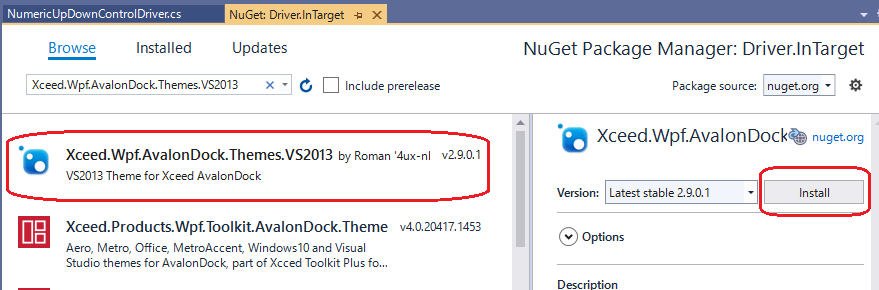 NumericUpDownControlDriver.cs
NuGet: Driver.InTarget
Browse Installed Updates
NuGet Package Manager: Driver.InTarget
Xceed.Wpf.AvalonDock.Themes.VS2013
Include prerelease
Package source: nuget.org
Xceed.Wpf.AvalonDock.Themes.VS2013 by Roman '4ux-nl v2.9.0.1
VS2013 Theme for Xceed AvalonDock
Xceed.Products.Wpf.Toolkit.AvalonDock.Theme v4.0.20417.1453
Aero, Metro, Office, MetroAccent, Windows10 and Visual
Studio themes for AvalonDock, part of Xceed Toolkit Plus fo...
Xceed.Wpf.AvalonDock
nuget.org
Version: Latest stable 2.9.0.1
Install
Options
Description